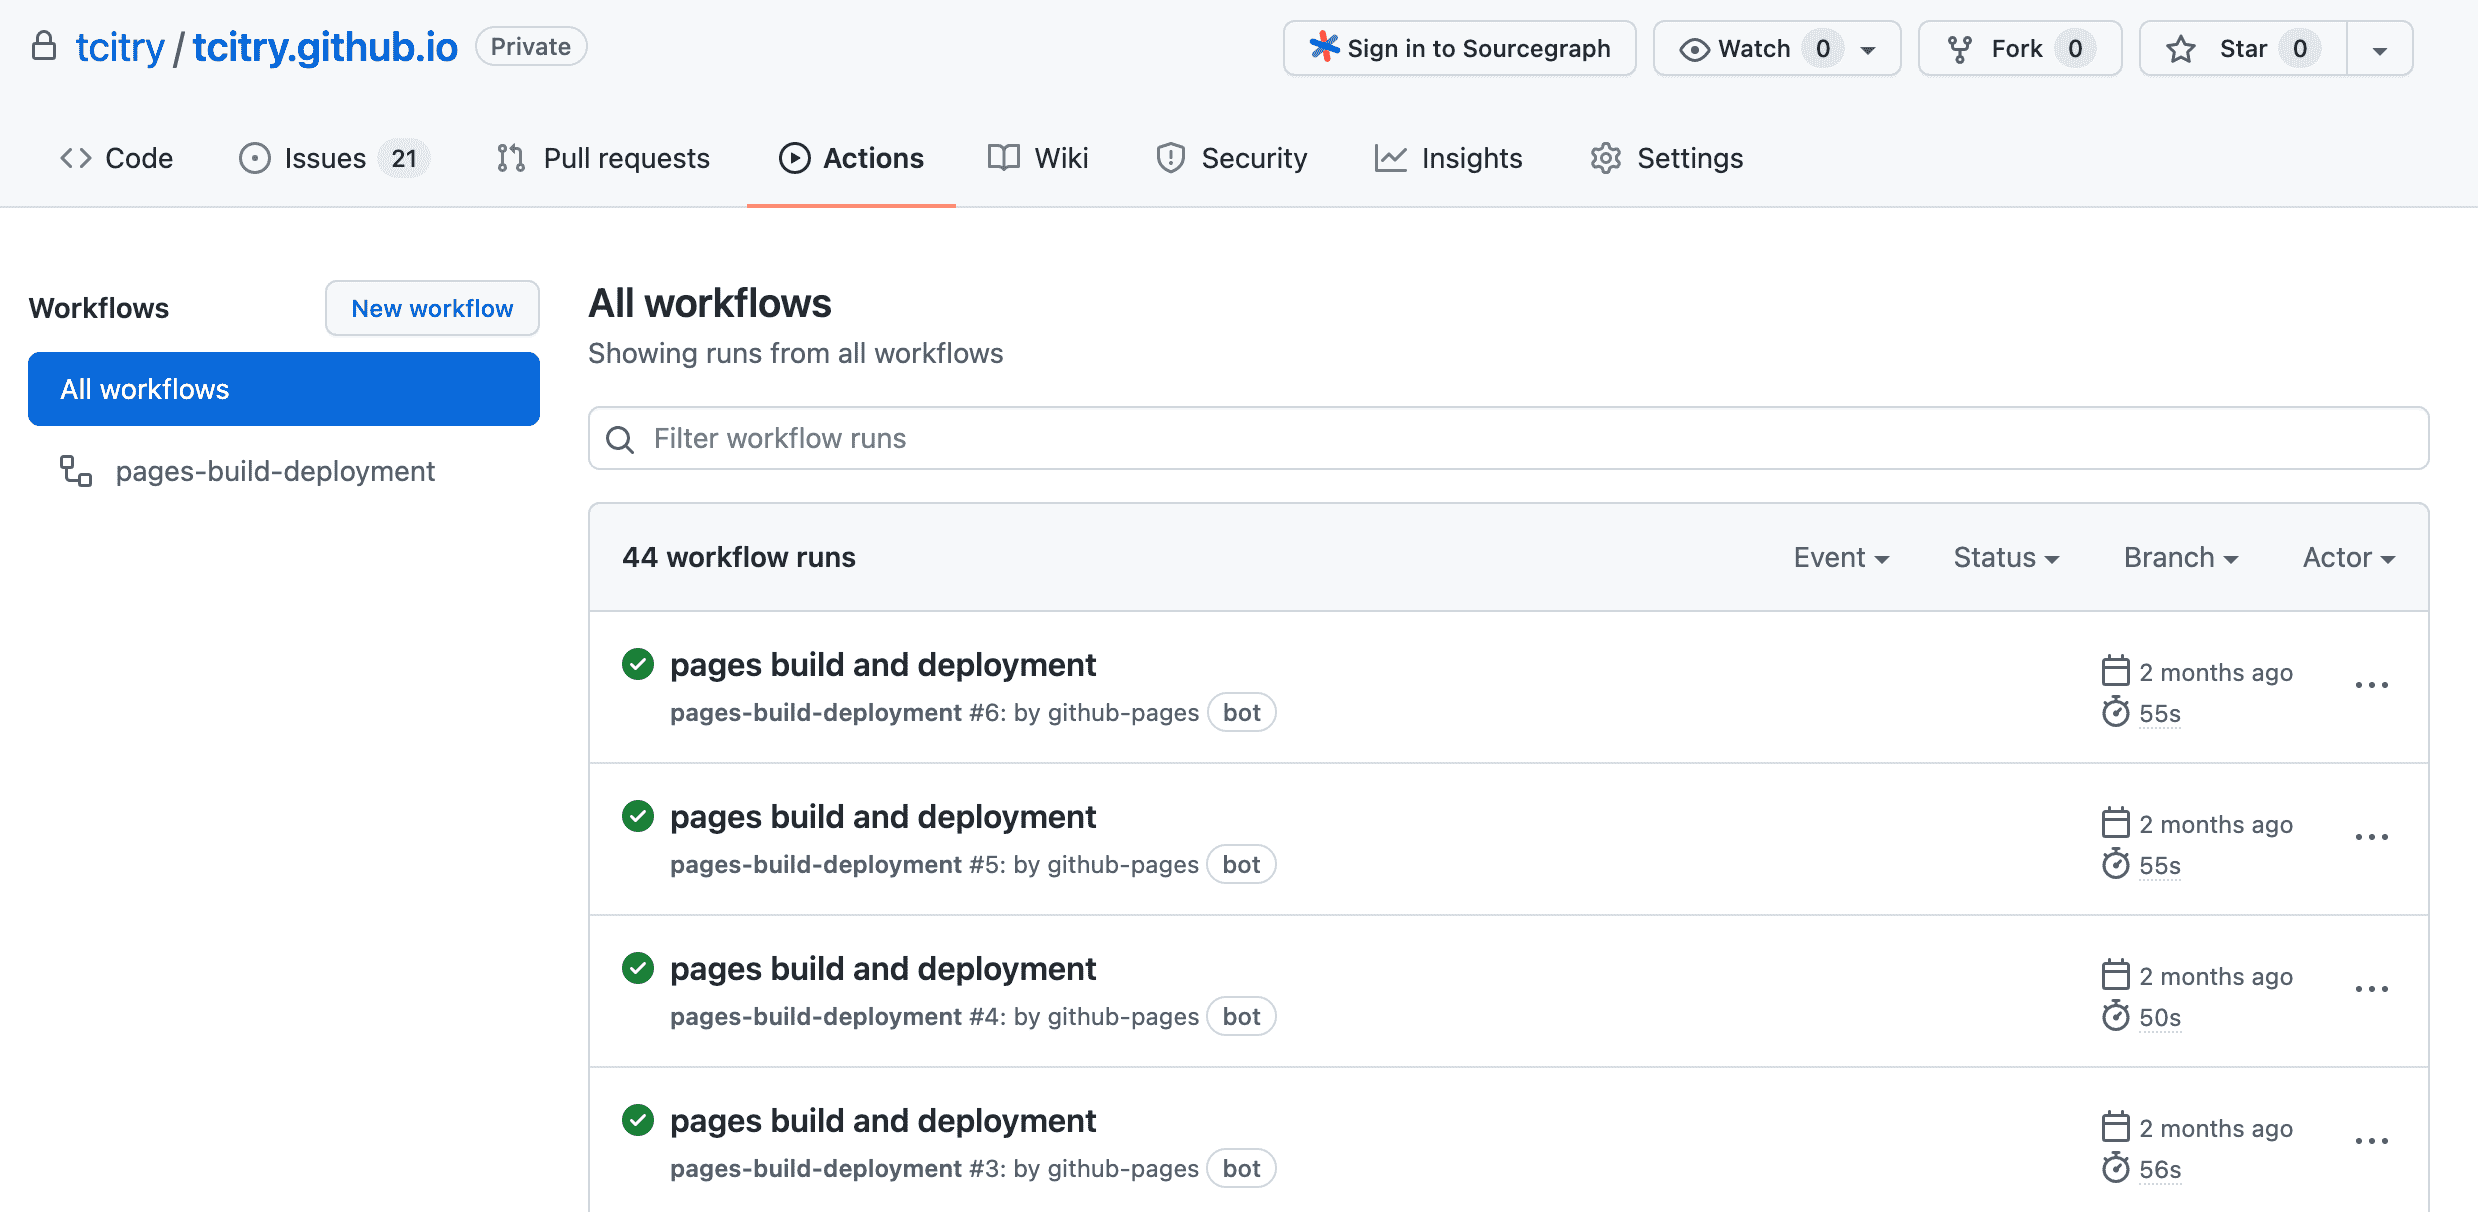 tcitry / tcitry.github.io Private
Sign in to Sourcegraph Watch 0 Fork 0 Star 0
Code Issues 21 Pull requests Actions Wiki Security Insights Settings
Workflows New workflow
All workflows
pages-build-deployment
All workflows
Showing runs from all workflows
Filter workflow runs
44 workflow runs Event Status Branch Actor
pages build and deployment
pages-build-deployment #6: by github-pages bot
2 months ago
55s
pages build and deployment
pages-build-deployment #5: by github-pages bot
2 months ago
55s
pages build and deployment
pages-build-deployment #4: by github-pages bot
2 months ago
50s
pages build and deployment
pages-build-deployment #3: by github-pages bot
2 months ago
56s